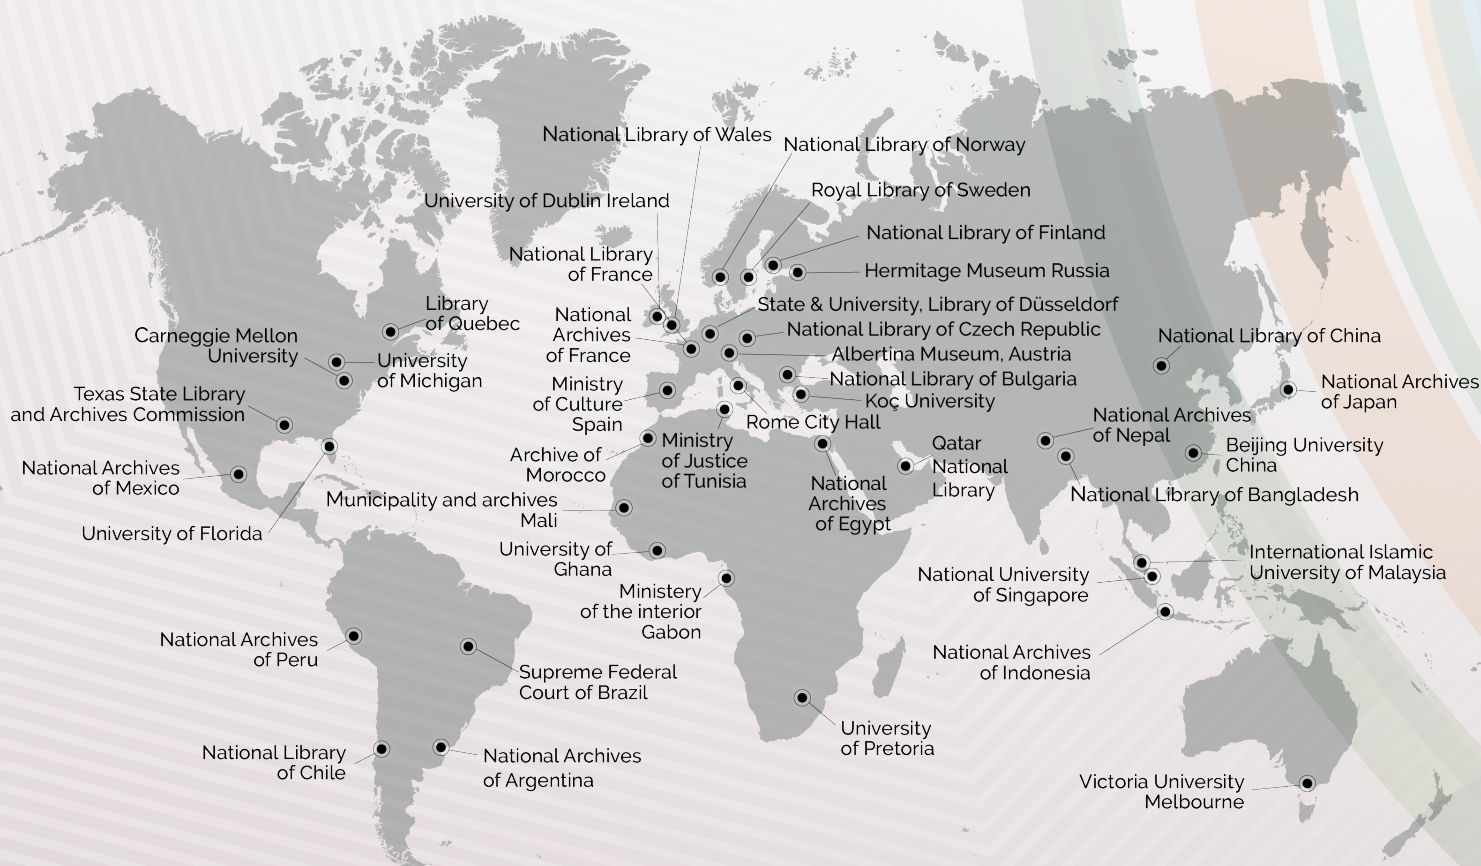 National Library of Wales
National Library of Norway
Royal Library of Sweden
University of Dublin Ireland
National Library of Finland
National Library
of France
Hermitage Museum Russia
State & University, Library of Düsseldorf
Library
of Quebec
National
Archives
of France
National Library of Czech Republic
Carneggie Mellon
University
University
of Michigan
Albertina Museum, Austria
National Library of China
National Library of Bulgaria
Ministry
of Culture
Spain
Koç University
National Archives
of Japan
Texas State Library
and Archives Commission
Rome City Hall
National Archives
of Nepal
Ministry
of Justice
of Tunisia
Archive of
Morocco
Qatar
National
Library
Beijing University
China
National Archives
of Mexico
National
Archives
of Egypt
National Library of Bangladesh
Municipality and archives
Mali
University of Florida
University of
Ghana
International Islamic
University of Malaysia
National University
of Singapore
Ministery
of the interior
Gabon
National Archives
of Peru
National Archives
of Indonesia
Supreme Federal
Court of Brazil
University
of Pretoria
National Library
of Chile
National Archives
of Argentina
Victoria University
Melbourne